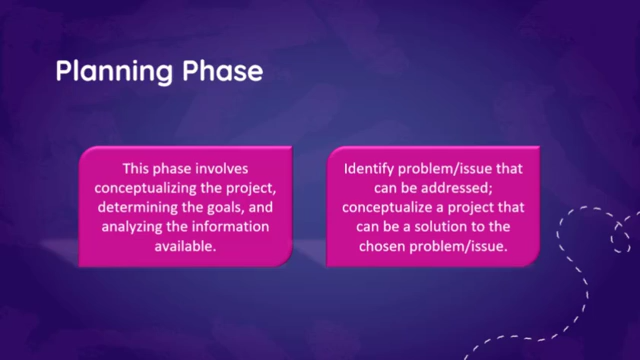 Planning Phase
This phase involves
conceptualizing the project,
determining the goals, and
analyzing the information
available.
Identify problem/issue that
can be addressed;
conceptualize a project that
can be a solution to the
chosen problem/issue.